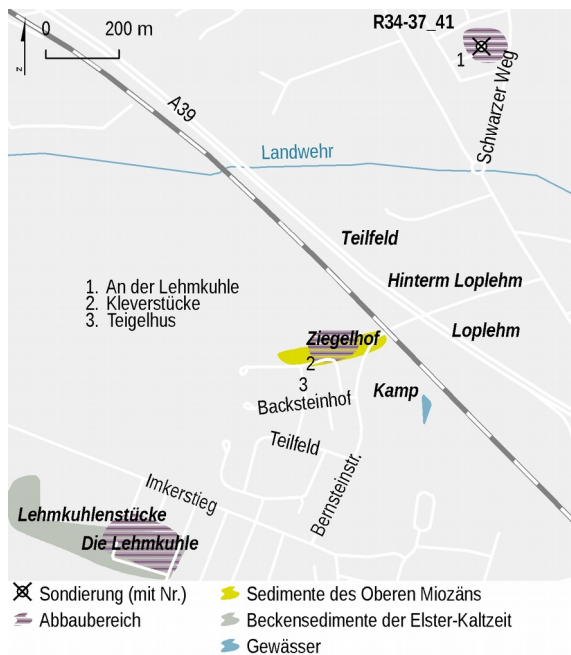 R34-37_41
0 200 m
z
1
A39
Schwarzer Weg
Landwehr
Teilfeld
Hinterm Loplehm
1. An der Lehmkuhle
2. Kleverstücke
3. Teigelhus
Loplehm
Ziegelhof
2
3
Kamp
Backsteinhof
Teilfeld
Bernsteinstr.
Imkerstieg
Lehmkuhlenstücke
Die Lehmkuhle
Sondierung (mit Nr.)
Sedimente des Oberen Miozäns
Abbaubereich
Beckensedimente der Elster-Kaltzeit
Gewässer